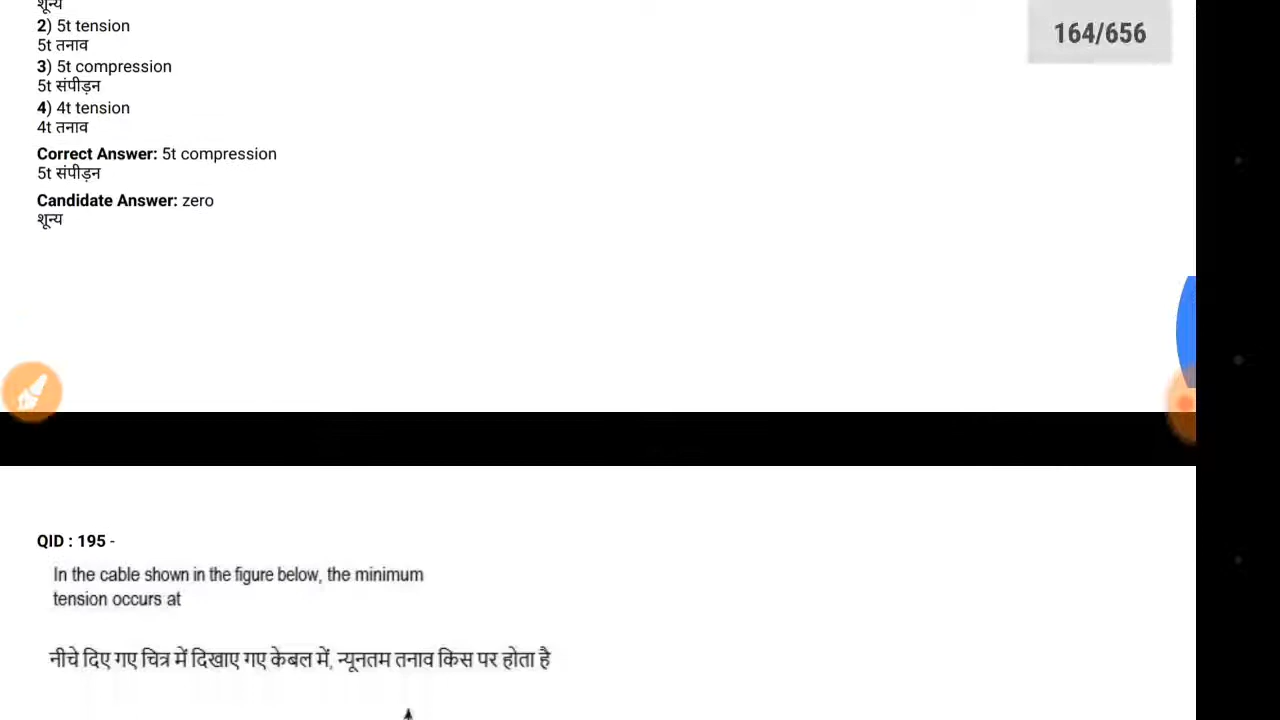 शून्य
2) 5t tension
5t तनाव
3) 5t compression
5t संपीड़न
4) 4t tension
4t तनाव
Correct Answer: 5t compression
5t संपीड़न
Candidate Answer: zero
शून्य
164/656
QID : 195 -
In the cable shown in the figure below, the minimum
tension occurs at
नीचे दिए गए चित्र में दिखाए गए केबल में, न्यूनतम तनाव किस पर होता है